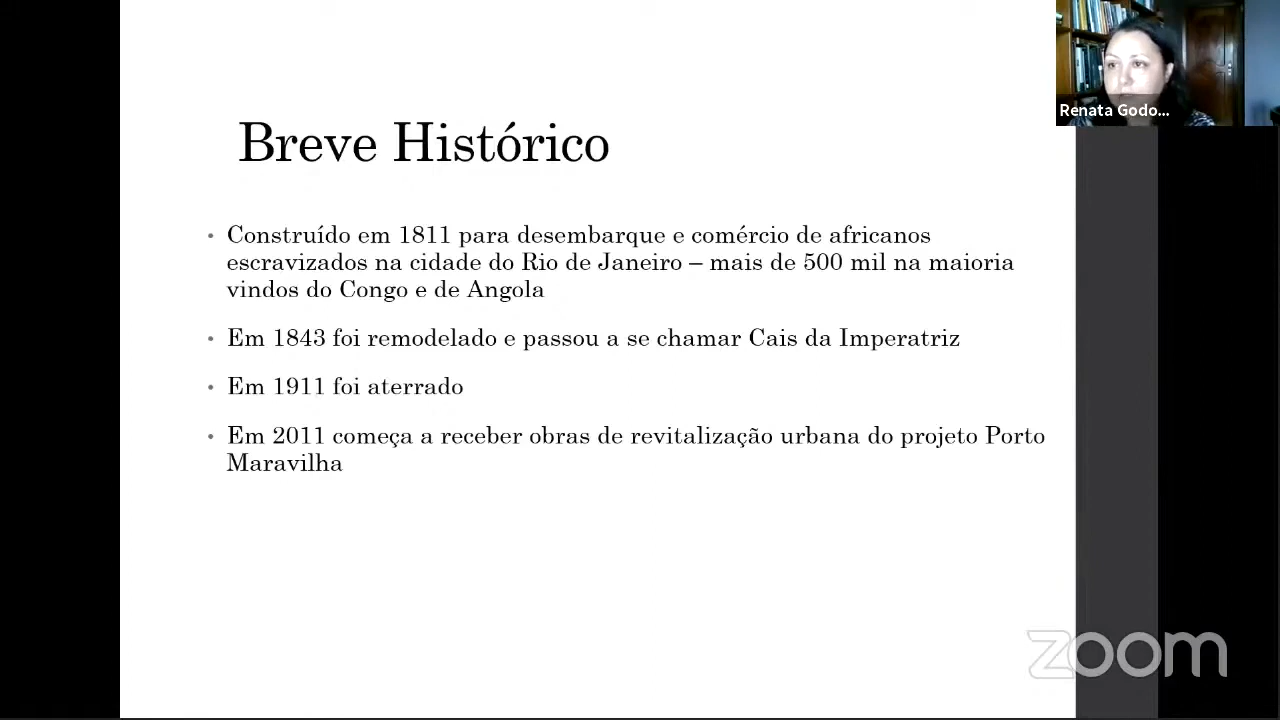 Renata Godo...
Breve Histórico
• Construído em 1811 para desembarque e comércio de africanos
escravizados na cidade do Rio de Janeiro – mais de 500 mil na maioria
vindos do Congo e de Angola
• Em 1843 foi remodelado e passou a se chamar Cais da Imperatriz
• Em 1911 foi aterrado
• Em 2011 começa a receber obras de revitalização urbana do projeto Porto
Maravilha
zoom